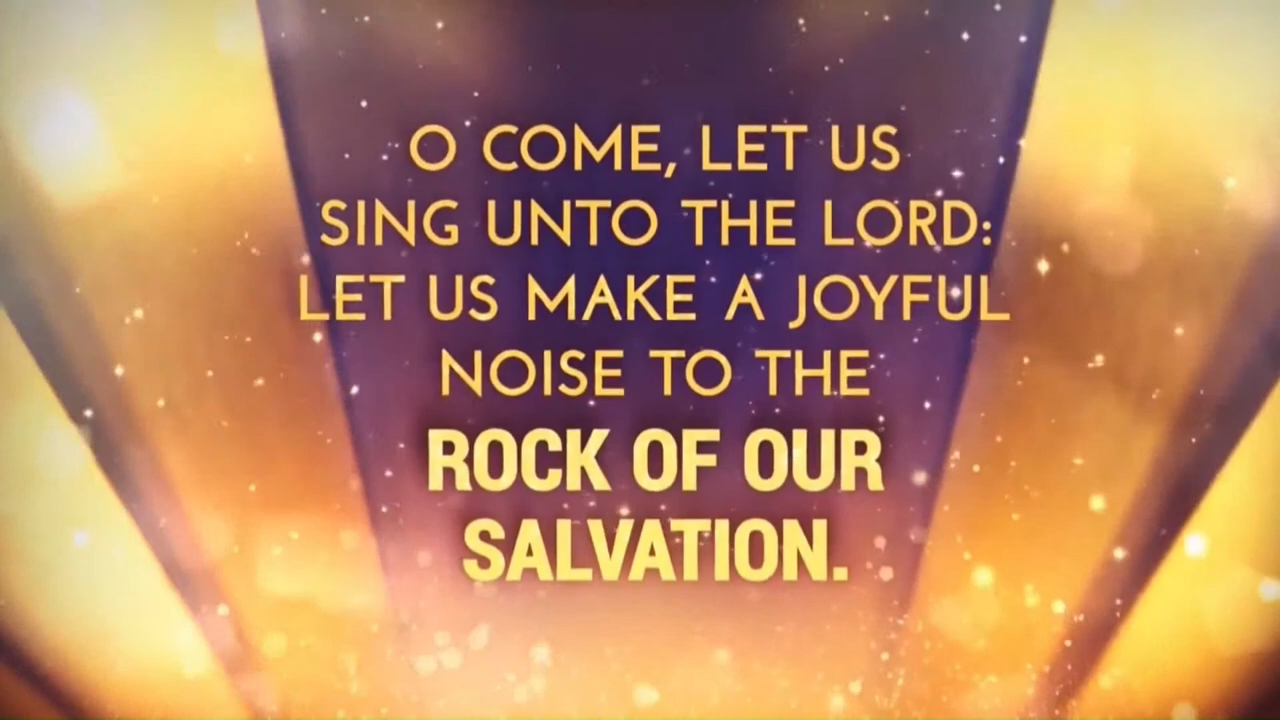 O COME, LET US
SING UNTO THE LORD:
LET US MAKE A JOYFUL
NOISE TO THE
ROCK OF OUR
SALVATION.